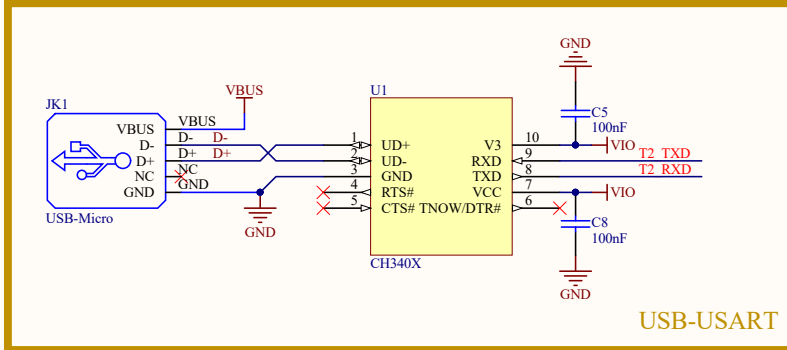 GND
VBUS
JK1
U1
C5
100nF
VBUS VBUS
D- D- D-
D+ D+ D+
NC NC
GND GND
USB-Micro
1 UD+ V3 10 VIO
2 UD- RXD 9 T2_TXD
3 GND TXD 8 T2_RXD
4 RTS# VCC 7 VIO
5 CTS# TNOW/DTR# 6
GND
C8
100nF
CH340X
GND
USB-USART